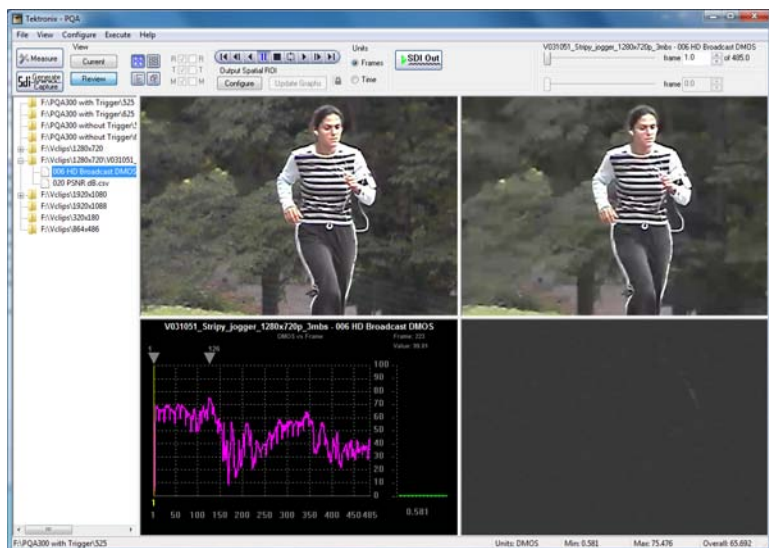 Tektronix - PQA
File View Configure Execute Help
Measure
View
Current
Review
R
R
T
T
M
M
Output Spatial ROI
Configure
Update Graphs
Units
Frames
Time
SDI Out
V031051_Stripy_jogger_1280x720p_3mbs - 006 HD Broadcast DMOS
frame 1.0 of 485.0
frame 0.0
Sdi Generate Capture
F:\PQA300 with Trigger\525
F:\PQA300 with Trigger\625
F:\PQA300 without Trigger\
F:\PQA300 without Trigger\
F:\Vclips\1280x720
F:\Vclips\1280x720\V031051_
006 HD Broadcast DMOS
020 PSNR dB.csv
F:\Vclips\1920x1080
F:\Vclips\1920x1088
F:\Vclips\320x180
F:\Vclips\864x486
V031051_Stripy_jogger_1280x720p_3mbs - 006 HD Broadcast DMOS
DMOS vs Frame
Frame: 223
1
126
100
90
80
70
60
50
40
30
20
10
0
1
1 50 100 150 200 250 300 350 400 450 485
0.581
F:\PQA300 with Trigger\525
Units: DMOS Min: 0.581 Max: 75.476 Overall: 65.692